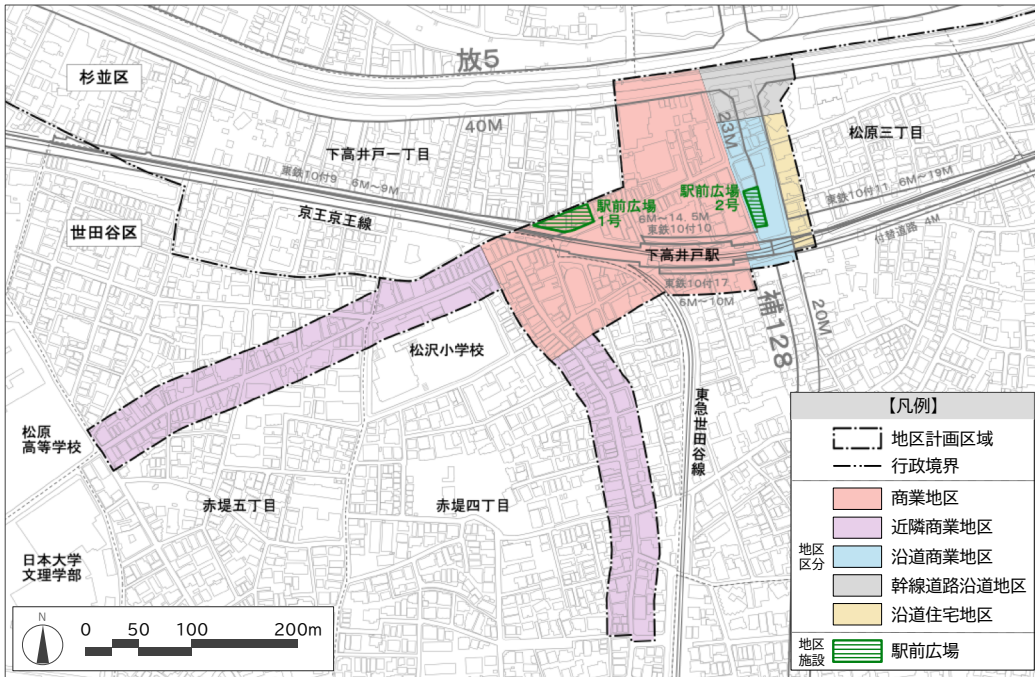 放5
杉並区
40M
23M
下高井戸一丁目
松原三丁目
東鉄10付9 6M～9M
駅前広場
2号
東鉄10付11 6M～19M
駅前広場
1号
京王京王線
世田谷区
6M～14.5M
東鉄10付10
付替道路 4M
下高井戸駅
東鉄10付17
6M～10M
補128
20M
松沢小学校
東急世田谷線
松原
高等学校
赤堤五丁目
赤堤四丁目
日本大学
文理学部
N
0 50 100 200m
【凡例】
地区計画区域
行政境界
地区
区分
商業地区
近隣商業地区
沿道商業地区
幹線道路沿道地区
沿道住宅地区
地区
施設
駅前広場